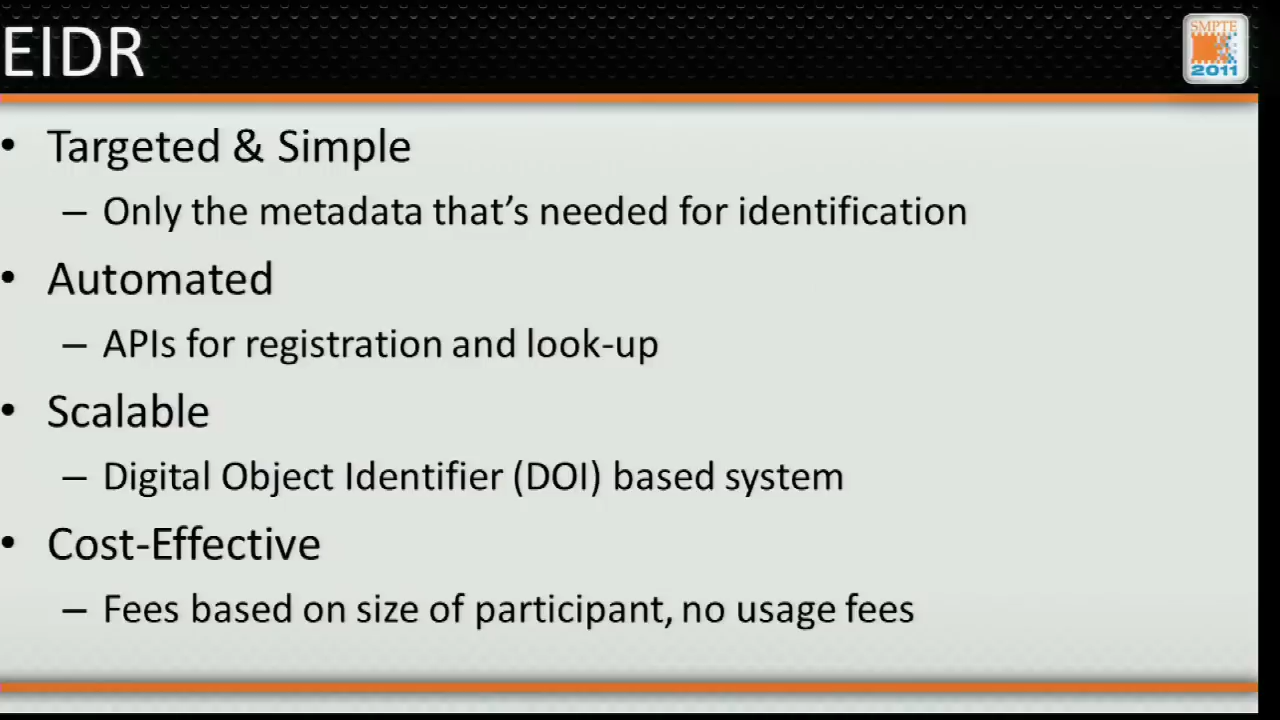 EIDR
SMPTE
2011
• Targeted & Simple
– Only the metadata that’s needed for identification
• Automated
– APIs for registration and look-up
• Scalable
– Digital Object Identifier (DOI) based system
• Cost-Effective
– Fees based on size of participant, no usage fees